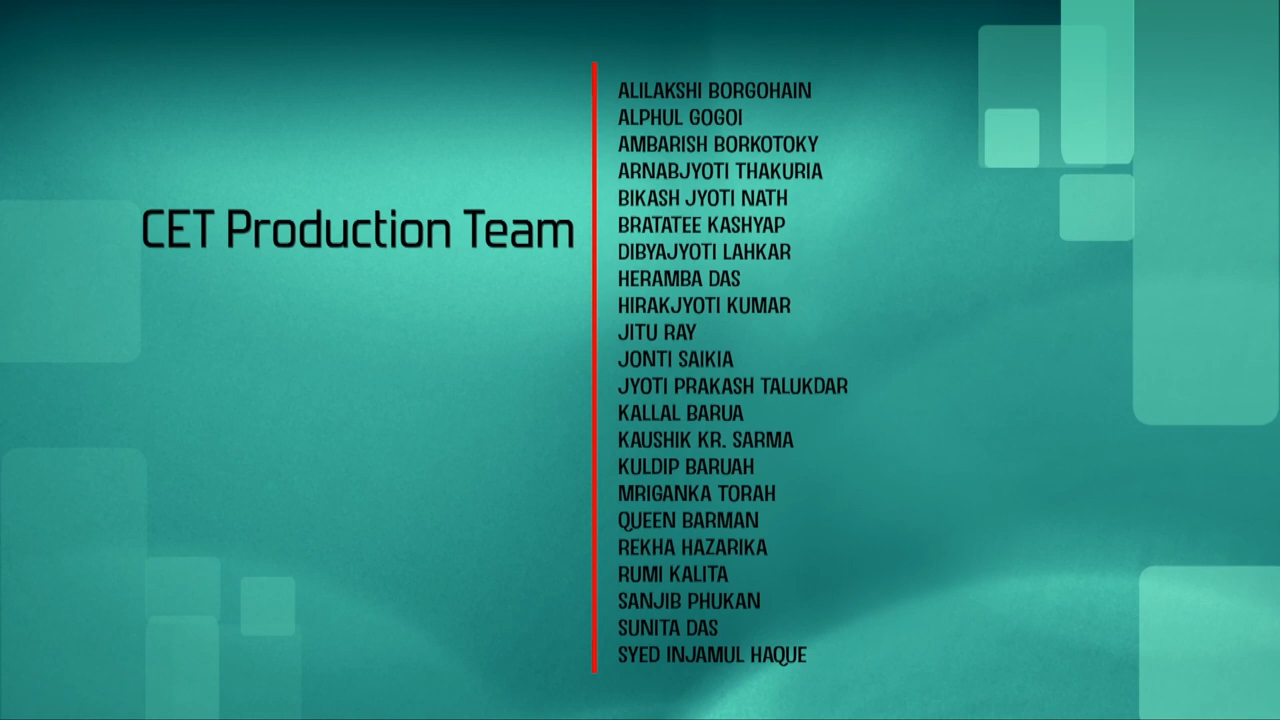 CET Production Team
ALILAKSHI BORGOHAIN
ALPHUL GOGOI
AMBARISH BORKOTOKY
ARNABJYOTI THAKURIA
BIKASH JYOTI NATH
BRATATEE KASHYAP
DIBYAJYOTI LAHKAR
HERAMBA DAS
HIRAKJYOTI KUMAR
JITU RAY
JONTI SAIKIA
JYOTI PRAKASH TALUKDAR
KALLAL BARUA
KAUSHIK KR. SARMA
KULDIP BARUAH
MRIGANKA TORAH
QUEEN BARMAN
REKHA HAZARIKA
RUMI KALITA
SANJIB PHUKAN
SUNITA DAS
SYED INJAMUL HAQUE